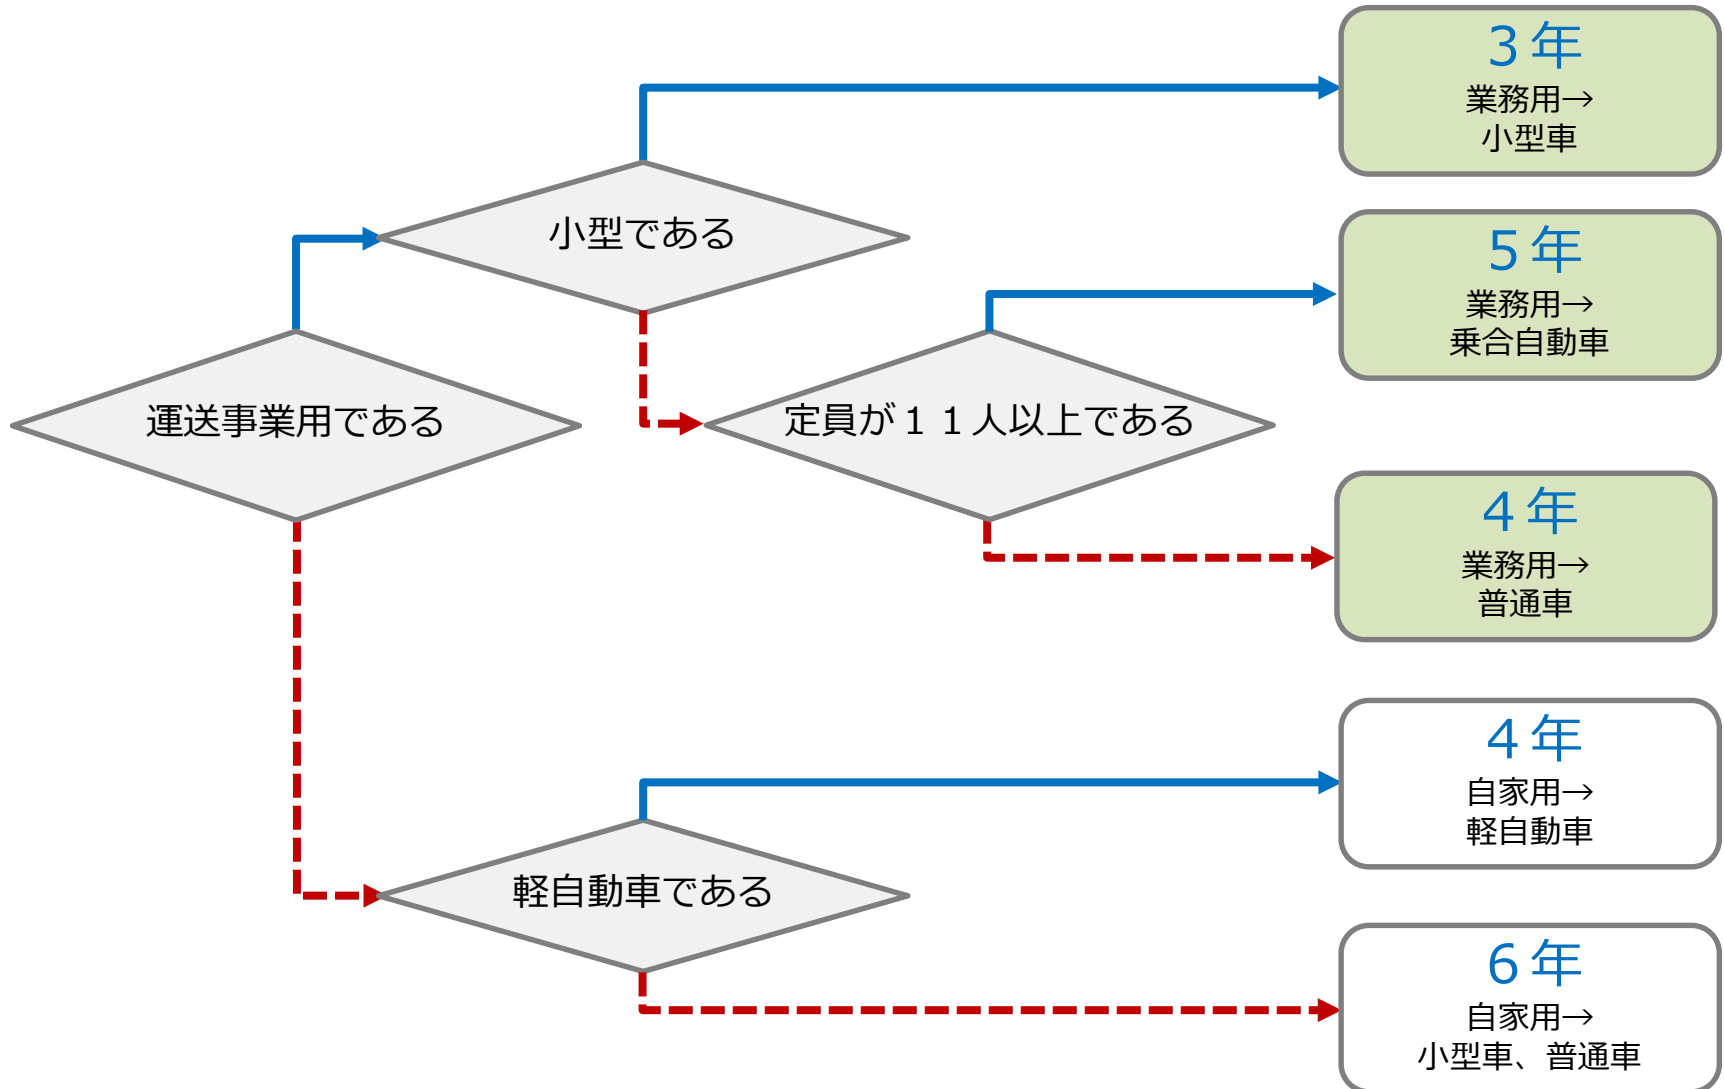 ３年
業務用→
小型車
小型である
５年
業務用→
乗合自動車
運送事業用である
定員が１１人以上である
４年
業務用→
普通車
４年
自家用→
軽自動車
軽自動車である
６年
自家用→
小型車、普通車